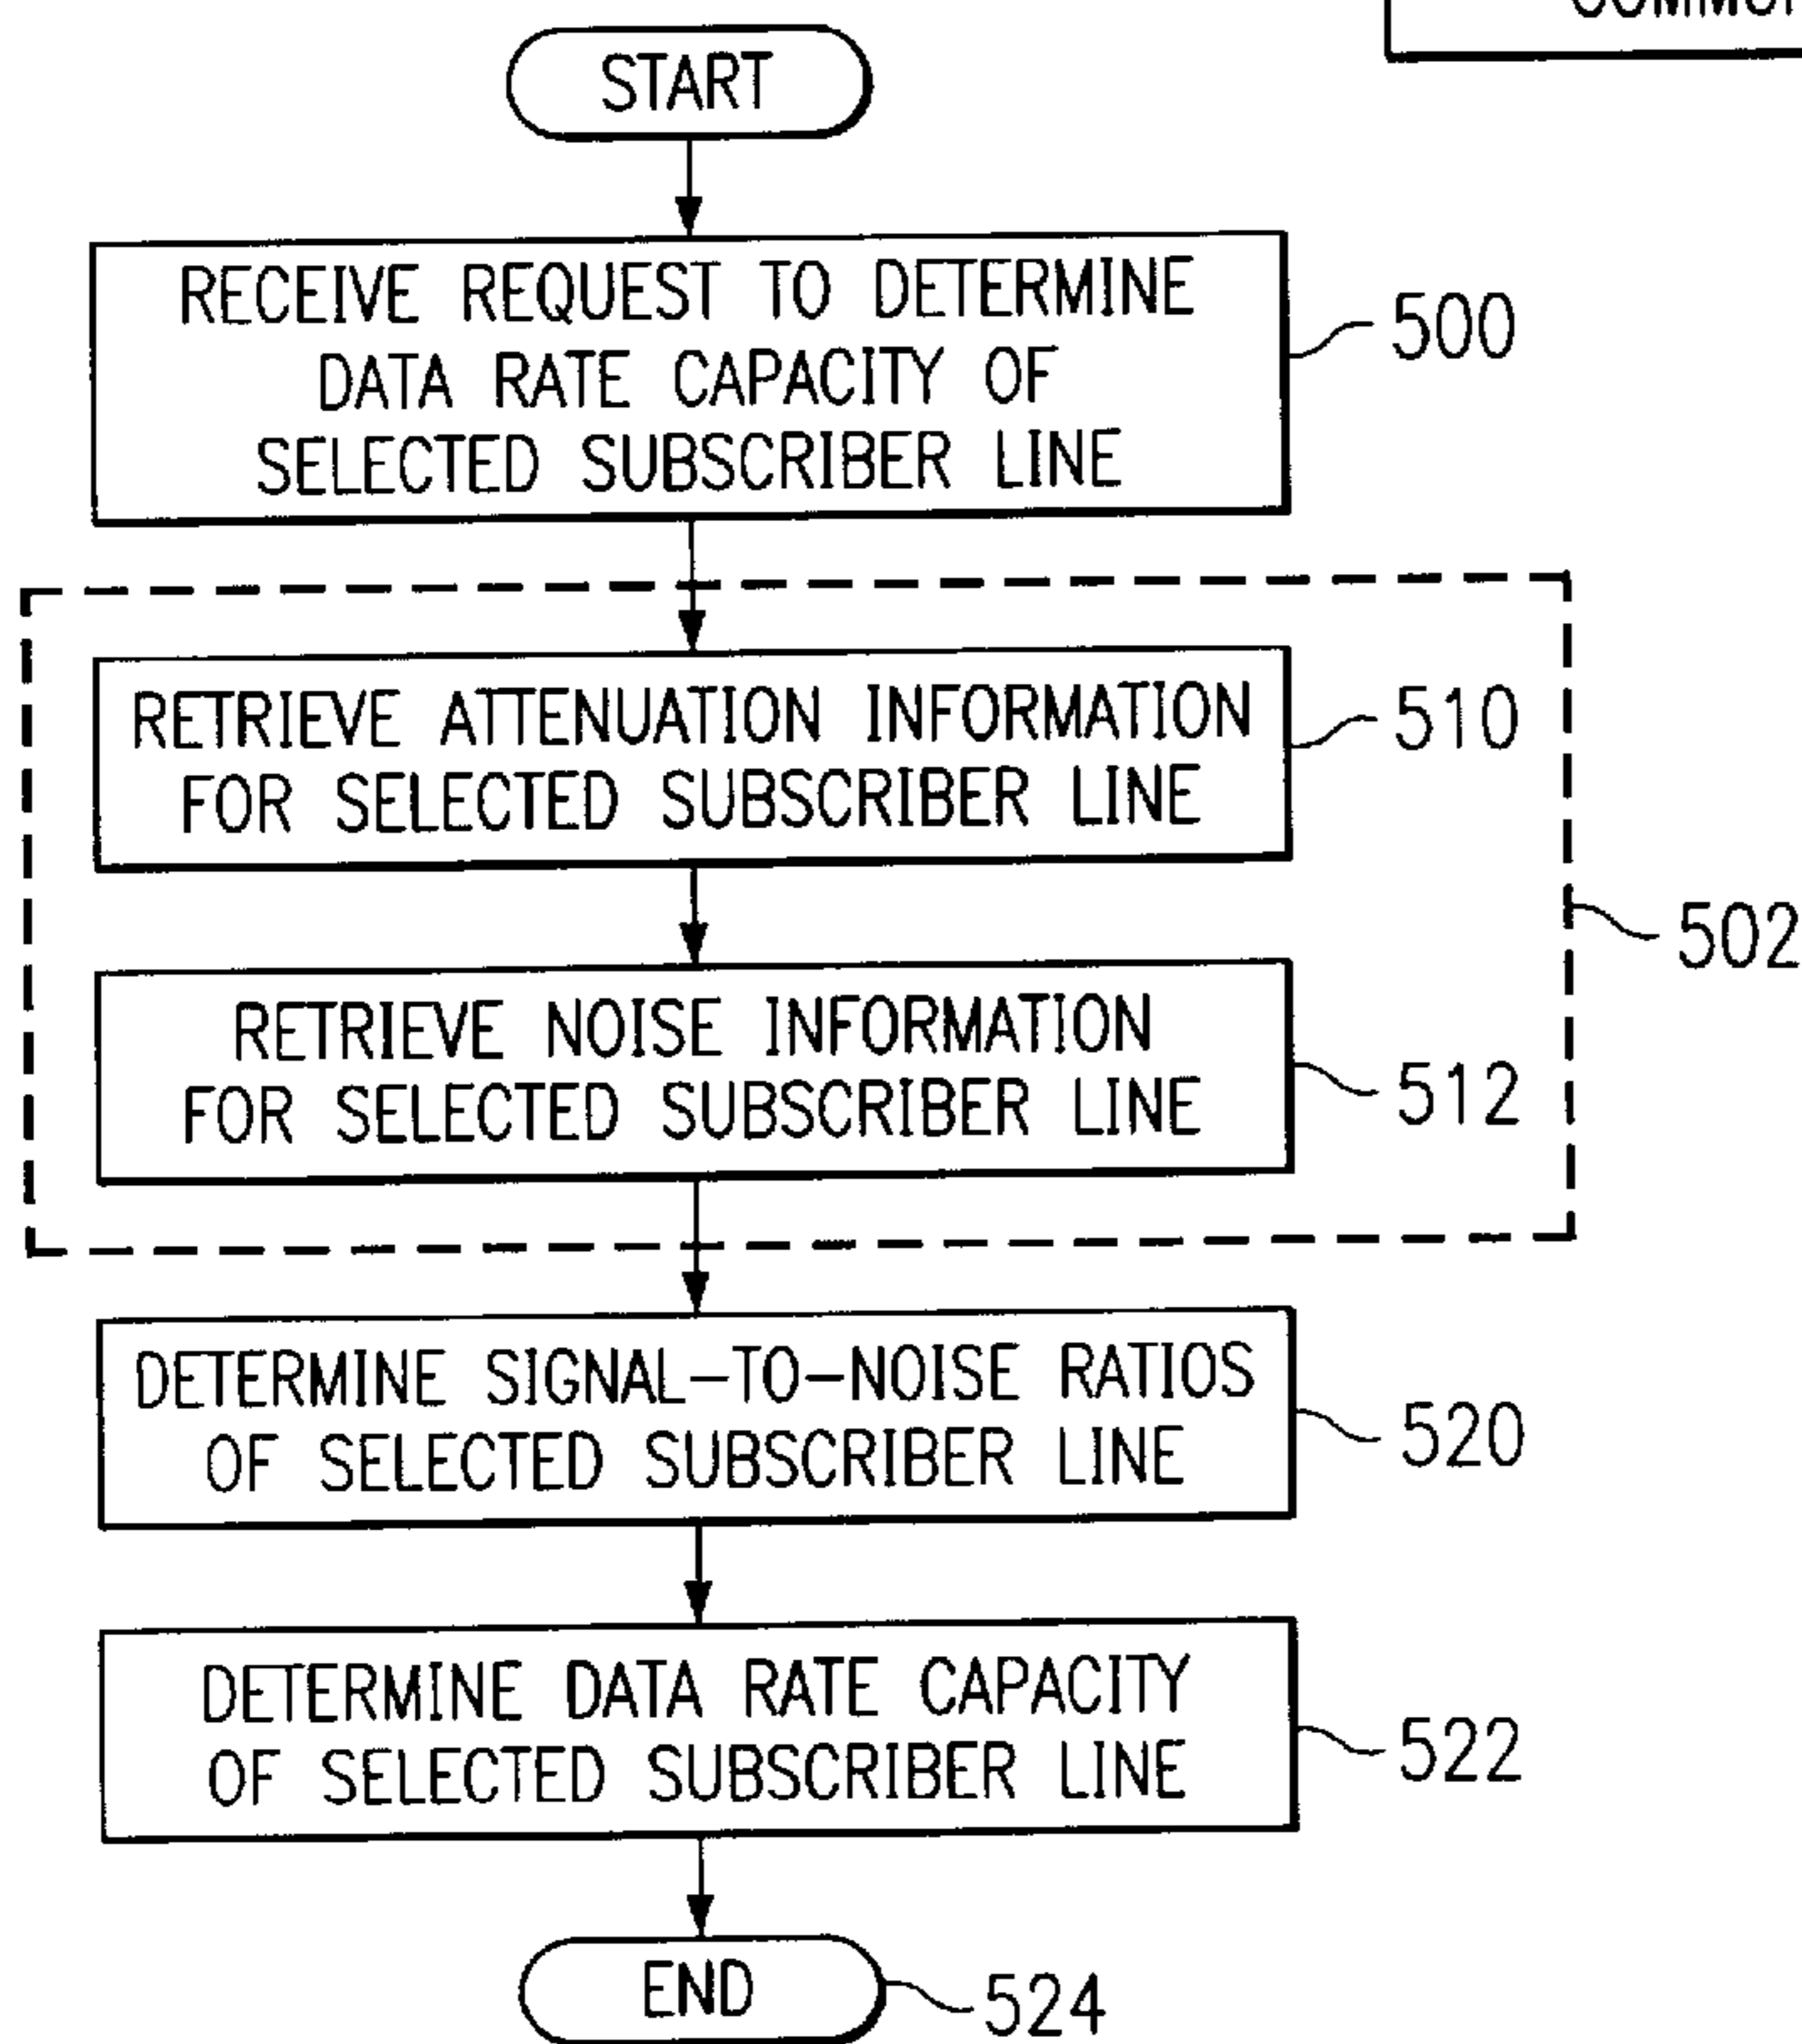 START
RECEIVE REQUEST TO DETERMINE
DATA RATE CAPACITY OF
SELECTED SUBSCRIBER LINE
500
RETRIEVE ATTENUATION INFORMATION
FOR SELECTED SUBSCRIBER LINE
510
502
RETRIEVE NOISE INFORMATION
FOR SELECTED SUBSCRIBER LINE
512
DETERMINE SIGNAL-TO-NOISE RATIOS
OF SELECTED SUBSCRIBER LINE
520
DETERMINE DATA RATE CAPACITY
OF SELECTED SUBSCRIBER LINE
522
END
524